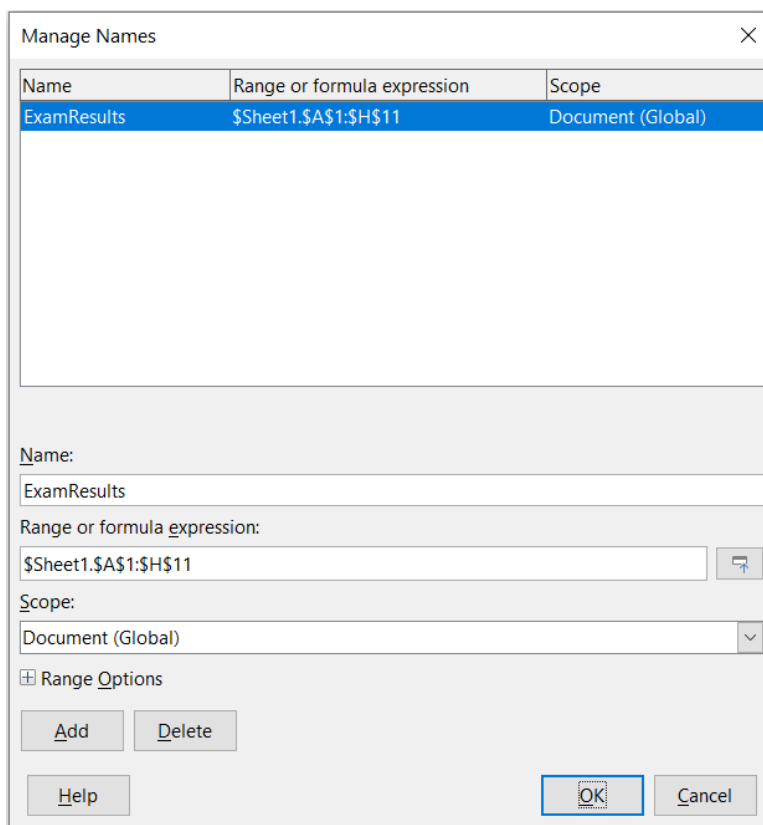 Manage Names
Name Range or formula expression Scope
ExamResults $Sheet1.$A$1:$H$11 Document (Global)
Name:
ExamResults
Range or formula expression:
$Sheet1.$A$1:$H$11
Scope:
Document (Global)
Range Options
Add Delete
Help OK Cancel